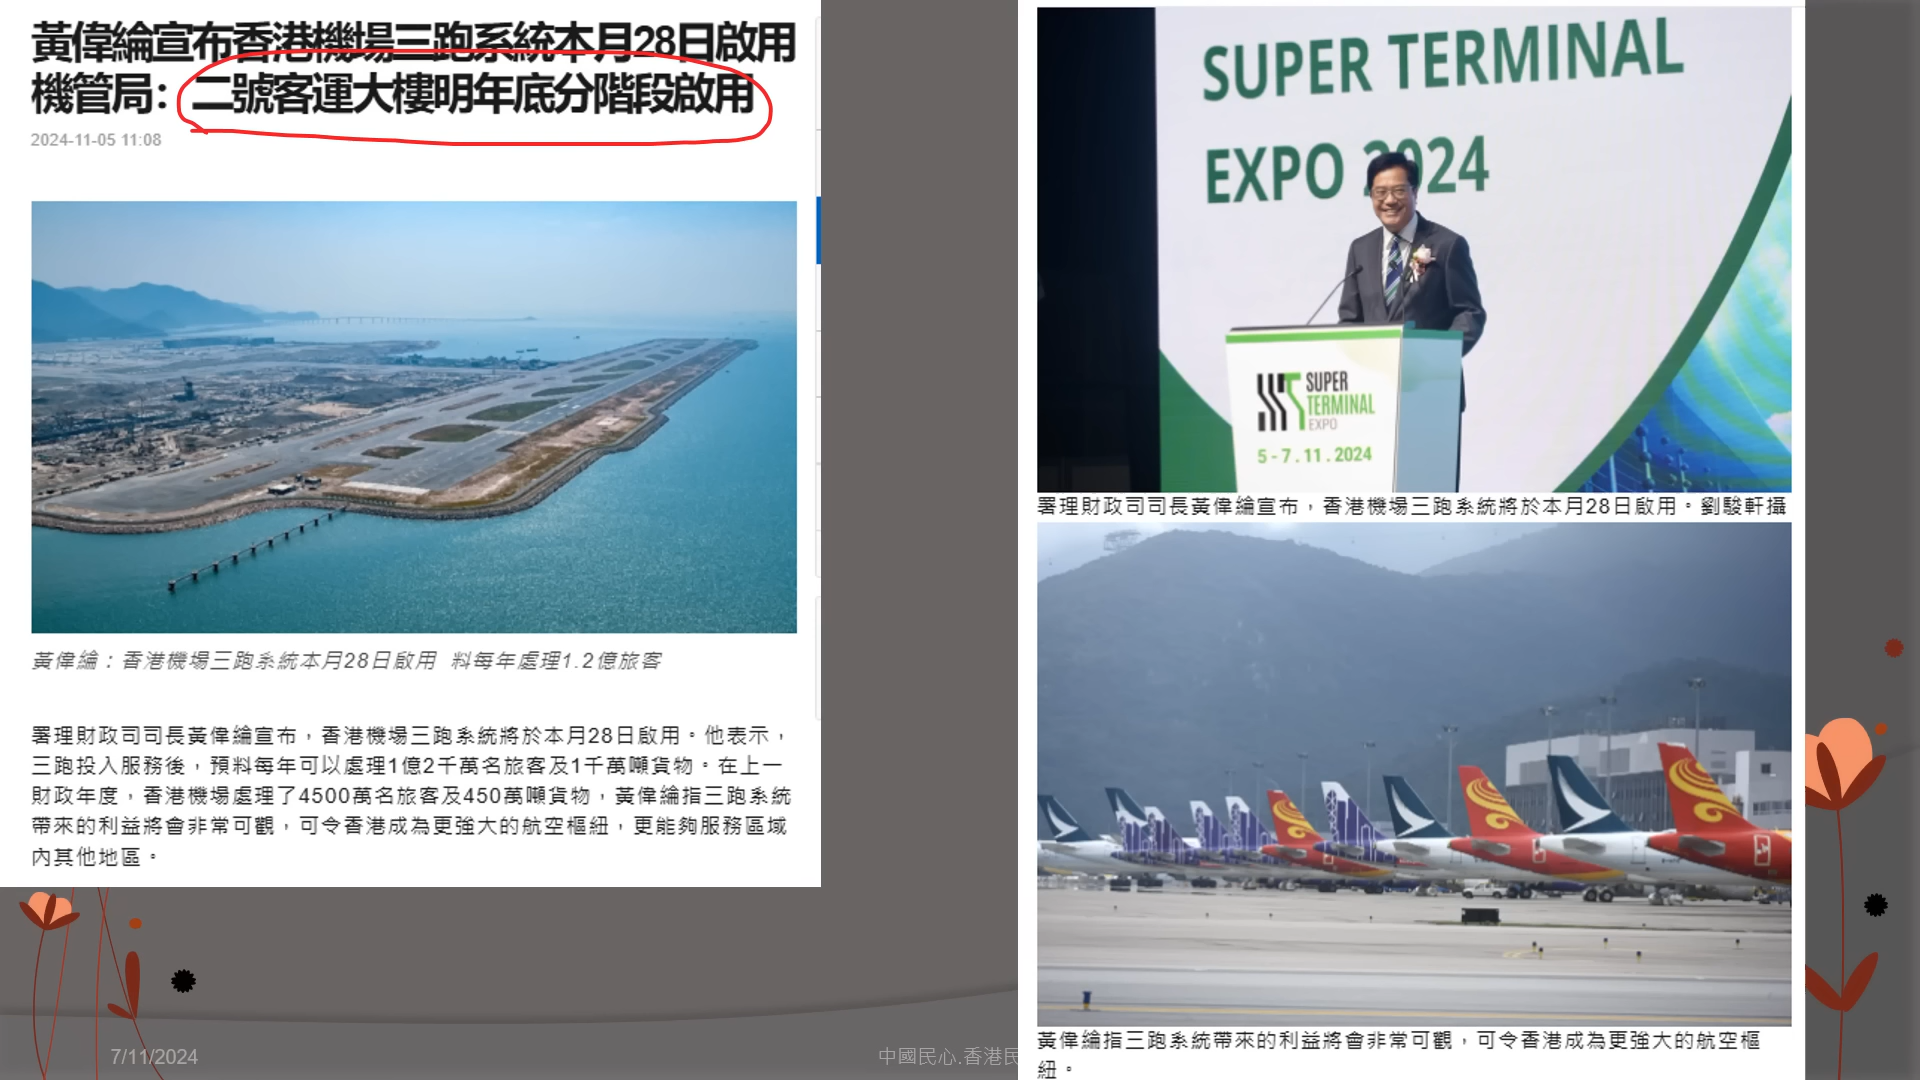 黃偉綸宣布香港機場三跑系統本月28日啟用
機管局：二號客運大樓明年底分階段啟用
2024-11-05 11:08
黃偉綸：香港機場三跑系統本月28日啟用 料每年處理1.2億旅客
署理財政司司長黃偉綸宣布，香港機場三跑系統將於本月28日啟用。他表示，
三跑投入服務後，預料每年可以處理1億2千萬名旅客及1千萬噸貨物。在上一
財政年度，香港機場處理了4500萬名旅客及450萬噸貨物，黃偉綸指三跑系統
帶來的利益將會非常可觀，可令香港成為更強大的航空樞紐，更能夠服務區域
內其他地區。
7/11/2024
中國民心.香港民
SUPER TERMINAL
EXPO 2024
SUPER
TERMINAL
EXPO
5-7.11.2024
署理財政司司長黃偉綸宣布，香港機場三跑系統將於本月28日啟用。劉駿軒攝
黃偉綸指三跑系統帶來的利益將會非常可觀，可令香港成為更強大的航空樞
紐。